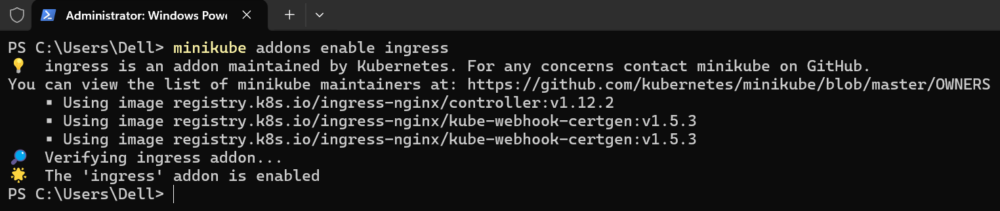 Administrator: Windows Pow
PS C:\Users\Dell> minikube addons enable ingress
💡 ingress is an addon maintained by Kubernetes. For any concerns contact minikube on GitHub.
You can view the list of minikube maintainers at: https://github.com/kubernetes/minikube/blob/master/OWNERS
▪ Using image registry.k8s.io/ingress-nginx/controller:v1.12.2
▪ Using image registry.k8s.io/ingress-nginx/kube-webhook-certgen:v1.5.3
▪ Using image registry.k8s.io/ingress-nginx/kube-webhook-certgen:v1.5.3
🔎 Verifying ingress addon...
🌟 The 'ingress' addon is enabled
PS C:\Users\Dell>